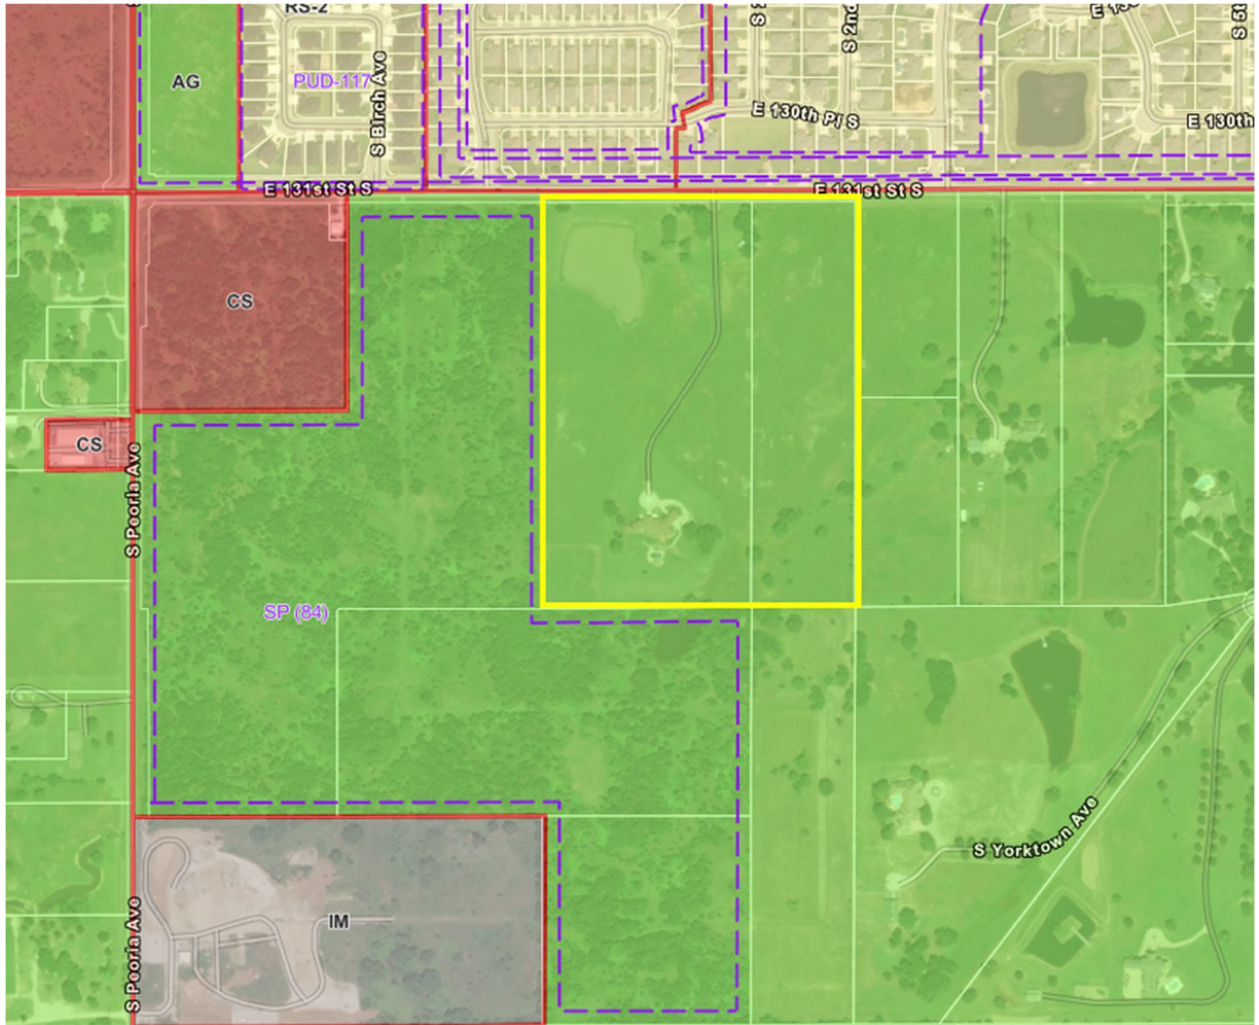 RS-2
AG
PUD-117
S Birch Ave
S 2nd
E 130th Pl S
E 130th
E 131st St S
E 131st St S
CS
CS
S Peoria Ave
SP (84)
S Yorktown Ave
IM
S Peoria Ave